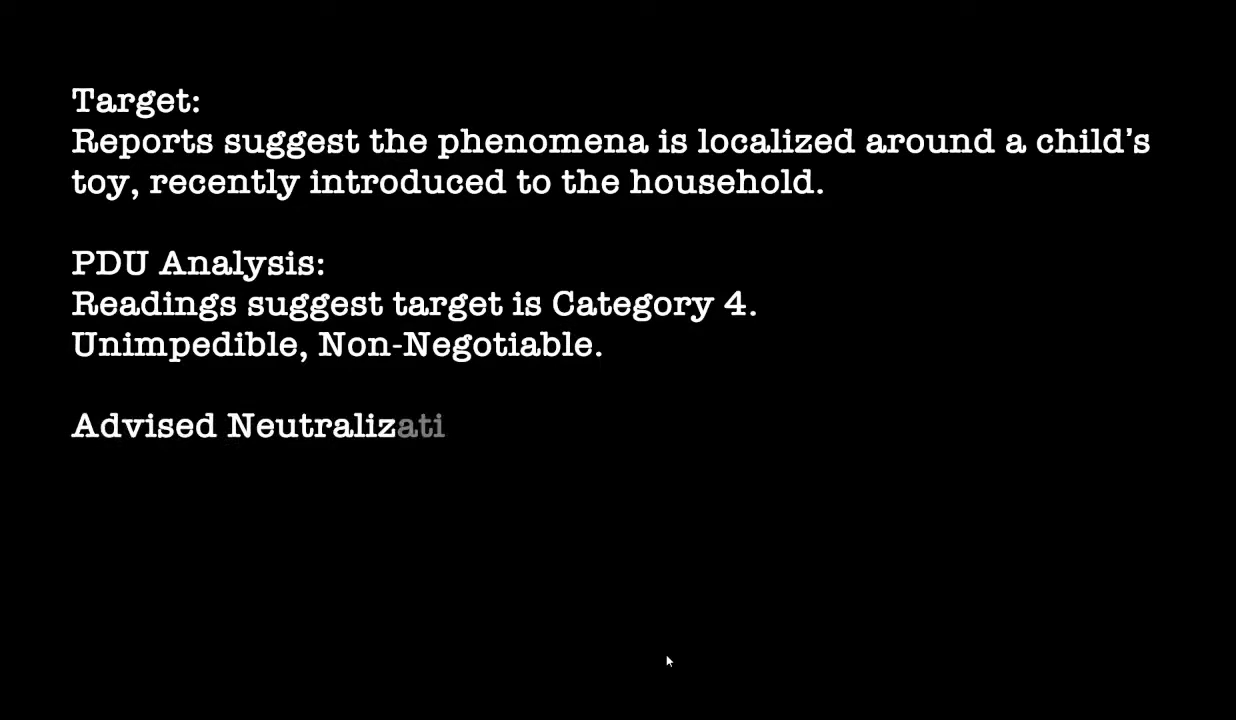 Target:
Reports suggest the phenomena is localized around a child’s
toy, recently introduced to the household.
PDU Analysis:
Readings suggest target is Category 4.
Unimpedible, Non-Negotiable.
Advised Neutralizati